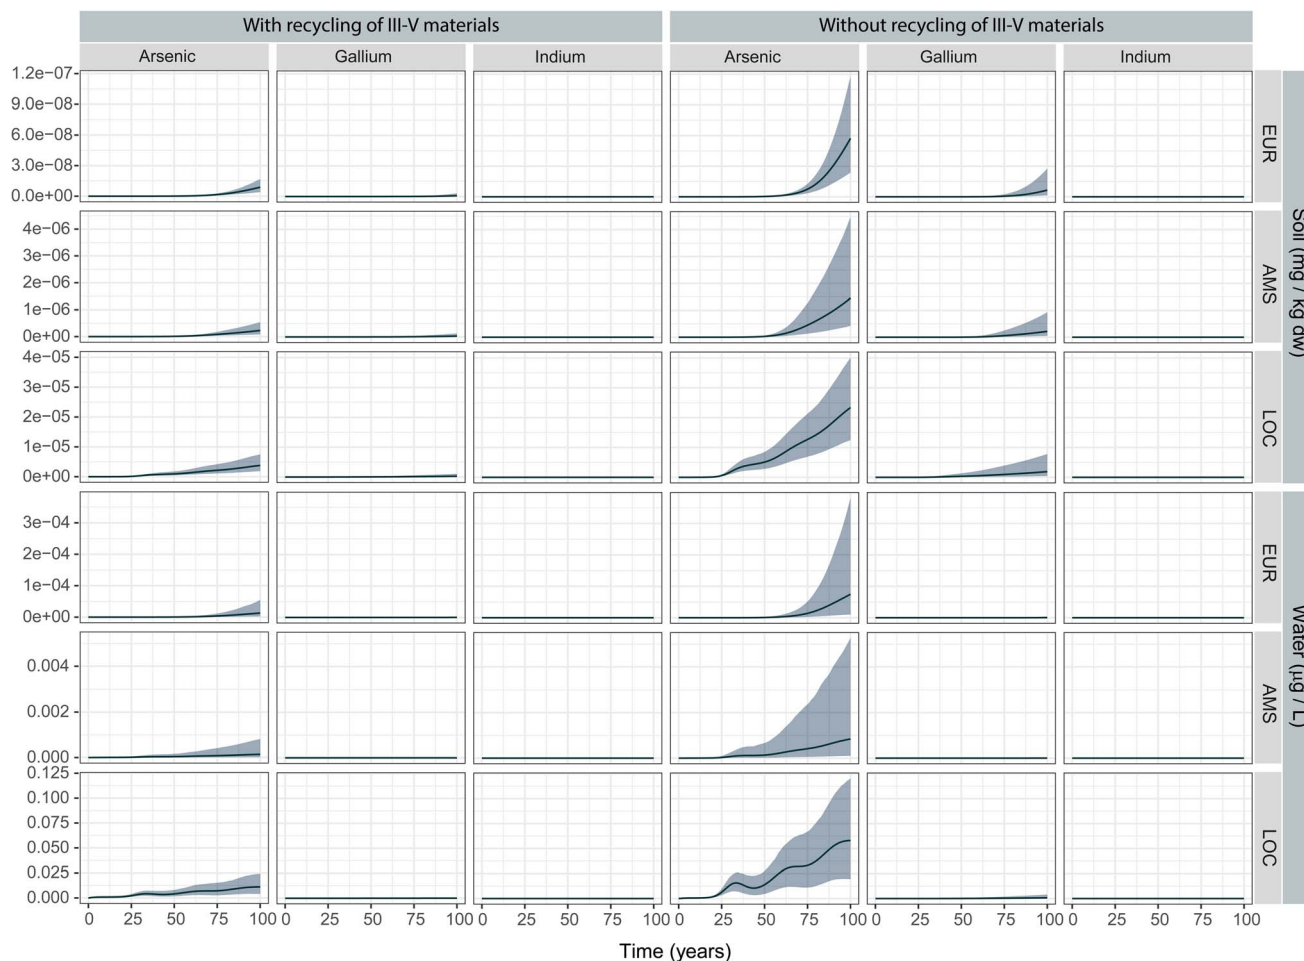 With recycling of III-V materials
Without recycling of III-V materials
Arsenic Gallium Indium Arsenic Gallium Indium
1.2e−07
9.0e−08
6.0e−08
3.0e−08
0.0e+00
EUR
4e−06
3e−06
2e−06
1e−06
0e+00
AMS
4e−05
3e−05
2e−05
1e−05
0e+00
LOC
Soil (mg / kg dw)
3e−04
2e−04
1e−04
0e+00
EUR
0.004
0.002
0.000
AMS
0.125
0.100
0.075
0.050
0.025
0.000
LOC
Water (µg / L)
0 25 50 75 100 0 25 50 75 100 0 25 50 75 100 0 25 50 75 100 0 25 50 75 100 0 25 50 75 100
Time (years)